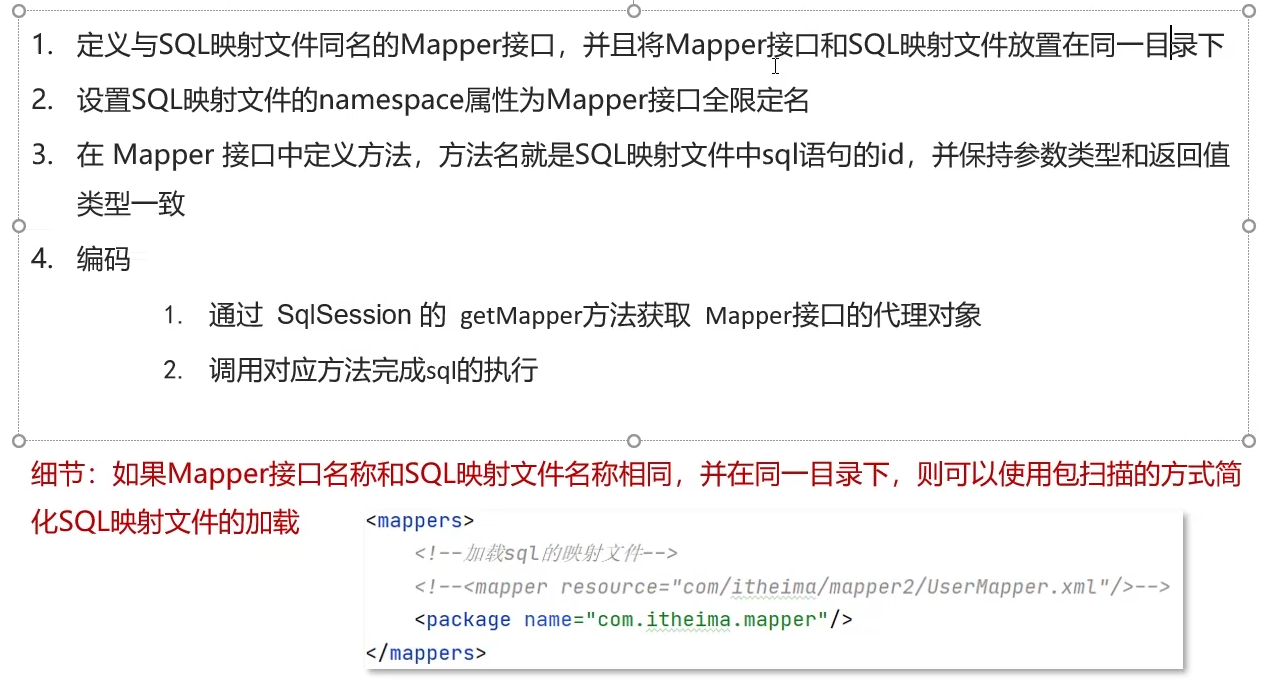 1. 定义与SQL映射文件同名的Mapper接口，并且将Mapper接口和SQL映射文件放置在同一目录下
2. 设置SQL映射文件的namespace属性为Mapper接口全限定名
3. 在 Mapper 接口中定义方法，方法名就是SQL映射文件中sql语句的id，并保持参数类型和返回值
类型一致
4. 编码
1. 通过 SqlSession 的 getMapper方法获取 Mapper接口的代理对象
2. 调用对应方法完成sql的执行
细节：如果Mapper接口名称和SQL映射文件名称相同，并在同一目录下，则可以使用包扫描的方式简
化SQL映射文件的加载
<mappers>
<!--加载sql的映射文件-->
<!--<mapper resource="com/itheima/mapper2/UserMapper.xml"/>-->
<package name="com.itheima.mapper"/>
</mappers>